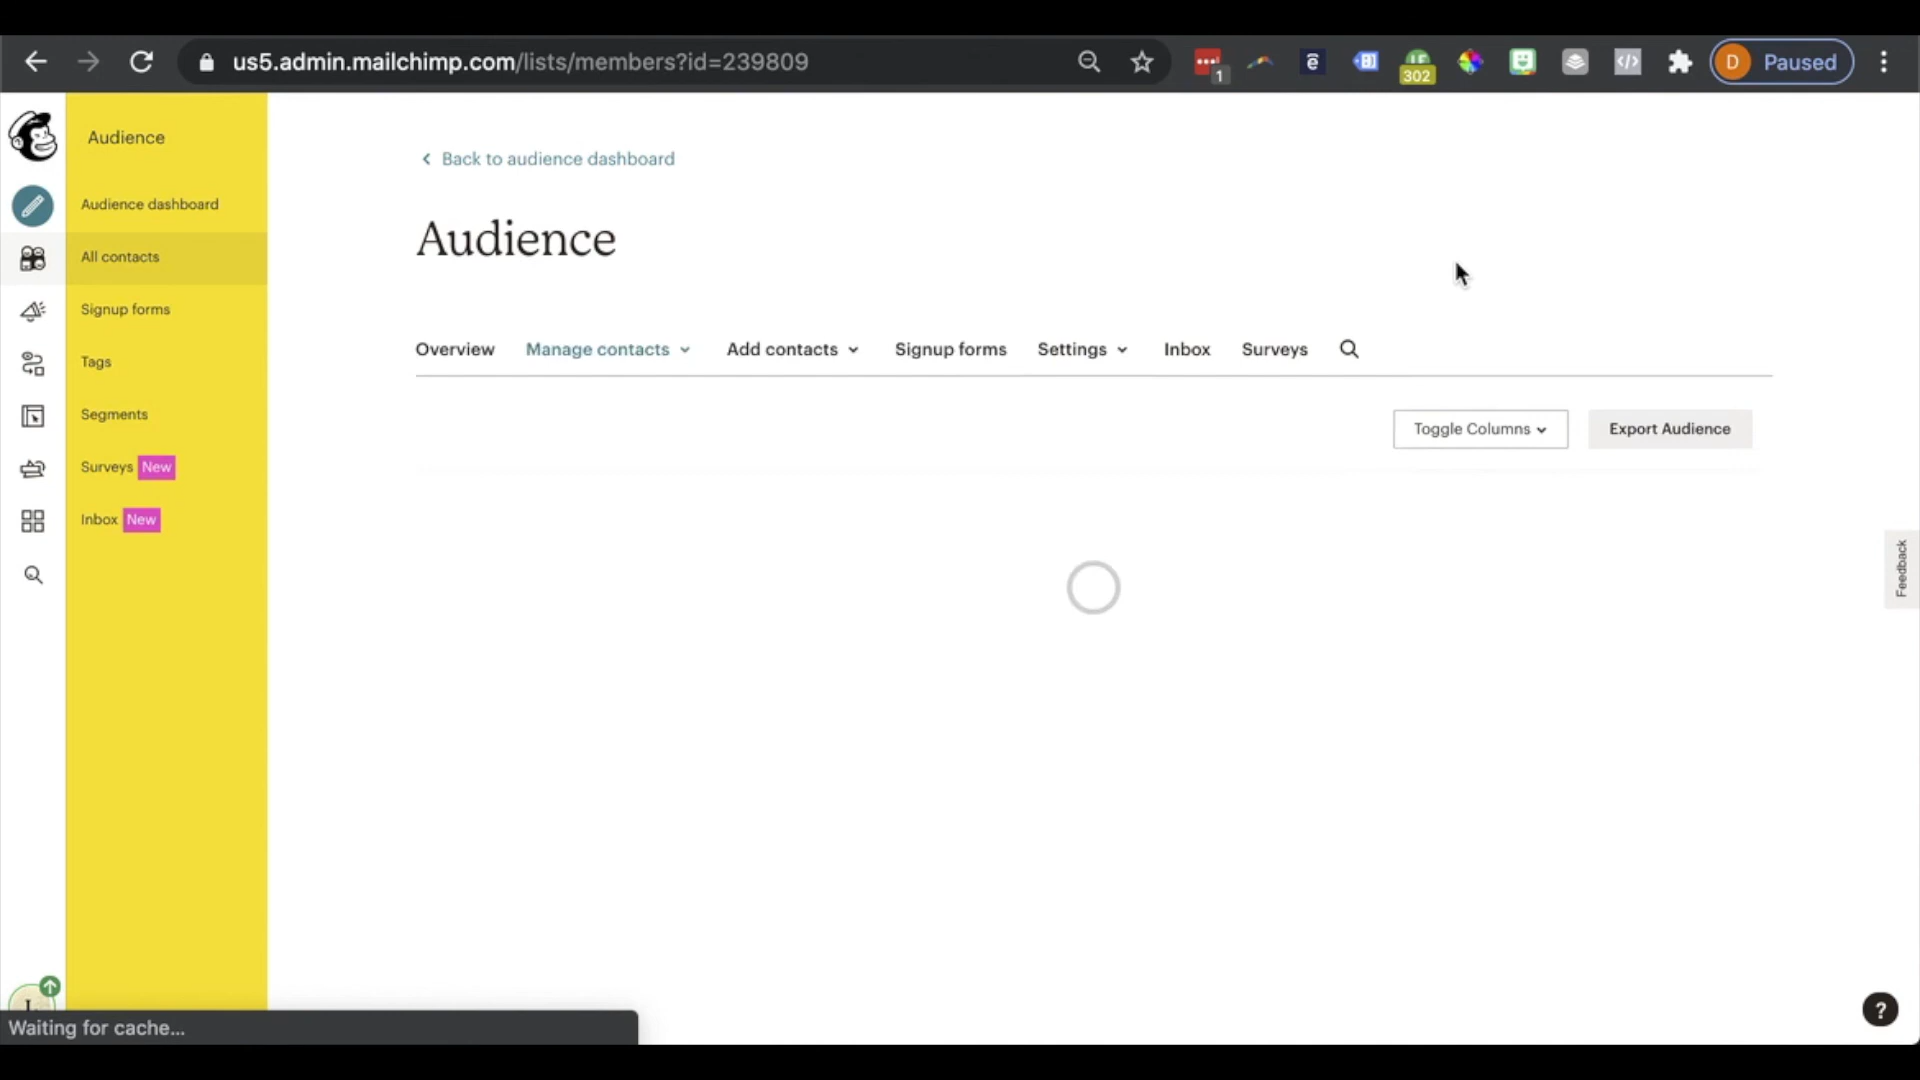 us5.admin.mailchimp.com/lists/members?id=239809
1
ē
302
D Paused
Audience
Audience dashboard
All contacts
Signup forms
Tags
Segments
Surveys New
Inbox New
Back to audience dashboard
Audience
Overview Manage contacts Add contacts Signup forms Settings Inbox Surveys
Toggle Columns Export Audience
Feedback
?
Waiting for cache...